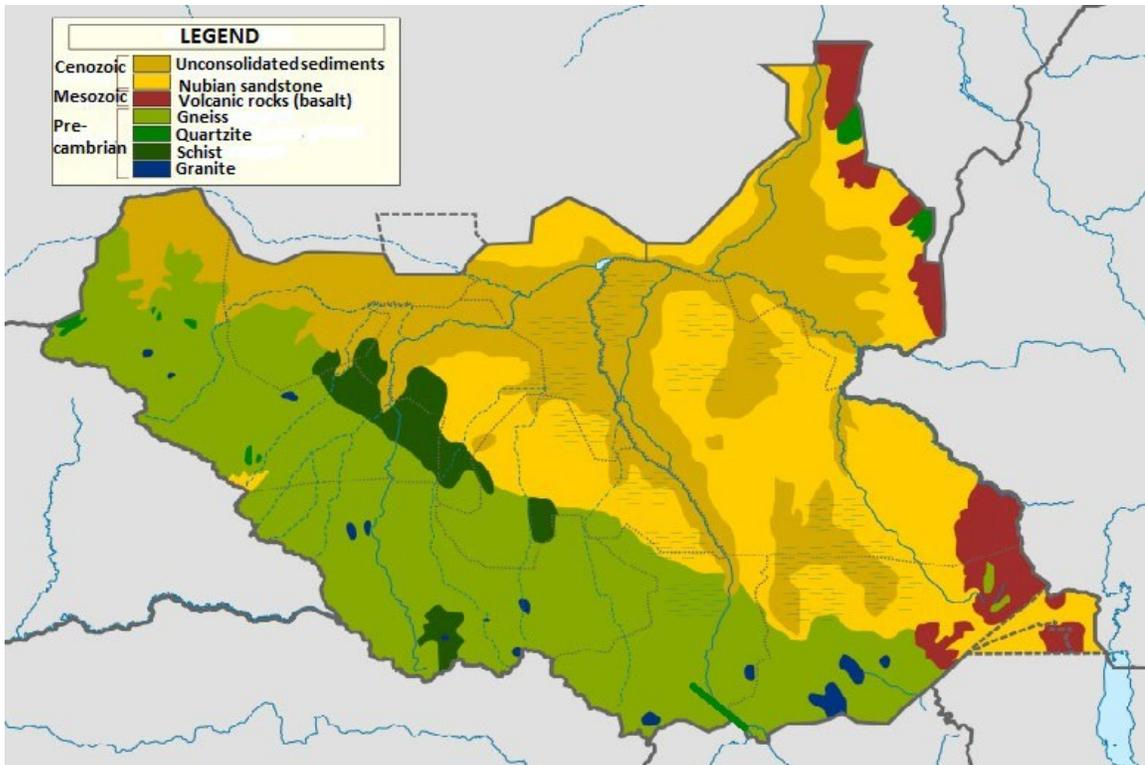 LEGEND
Cenozoic
Unconsolidated sediments
Nubian sandstone
Mesozoic
Volcanic rocks (basalt)
Pre-
cambrian
Gneiss
Quartzite
Schist
Granite